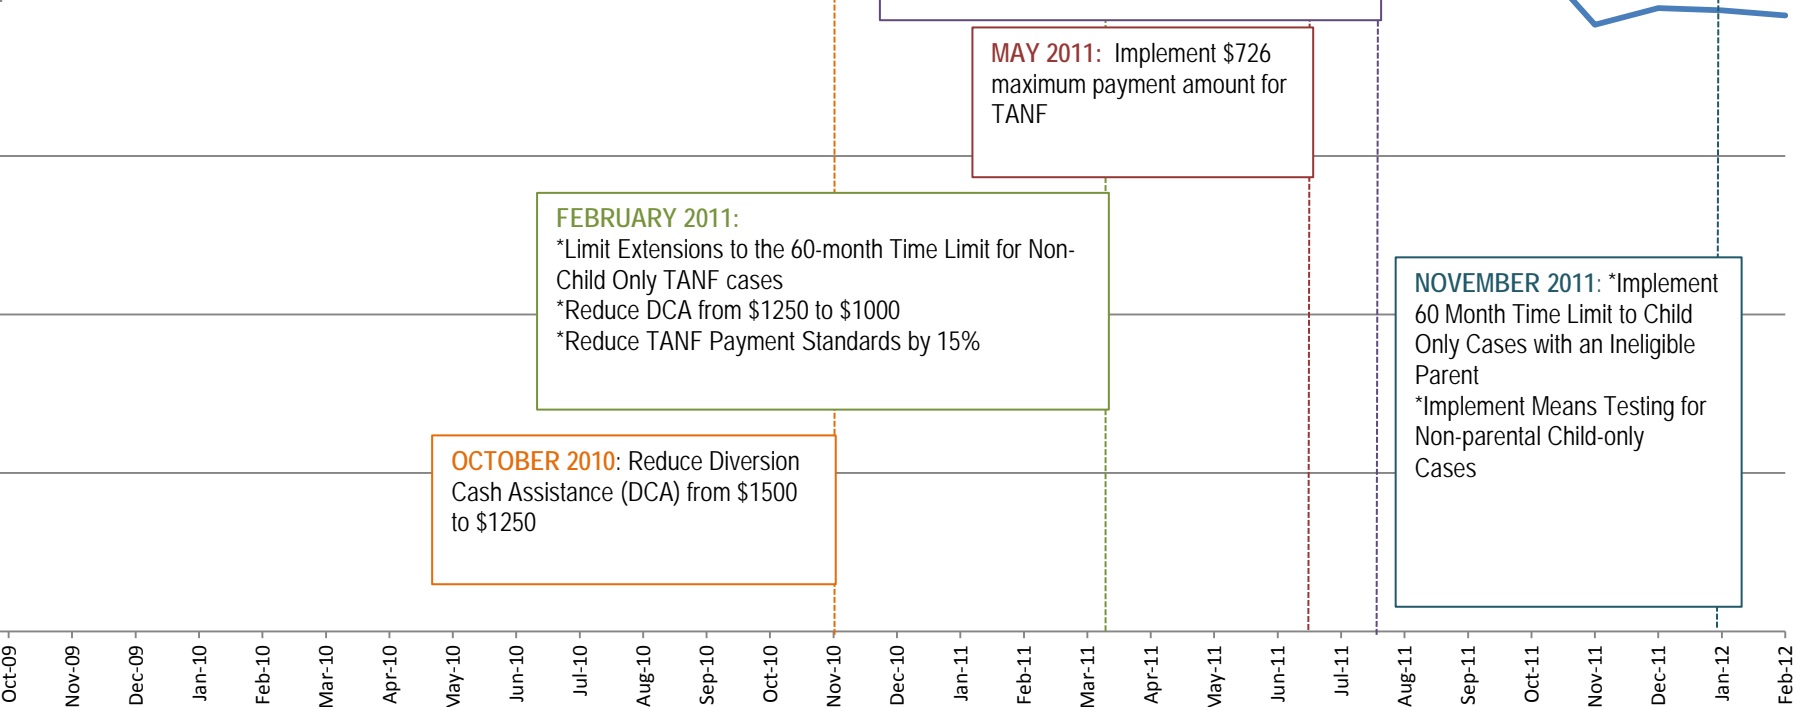 MAY 2011: Implement $726
maximum payment amount for
TANF
FEBRUARY 2011:
*Limit Extensions to the 60-month Time Limit for Non-
Child Only TANF cases
*Reduce DCA from $1250 to $1000
*Reduce TANF Payment Standards by 15%
NOVEMBER 2011: *Implement
60 Month Time Limit to Child
Only Cases with an Ineligible
Parent
*Implement Means Testing for
Non-parental Child-only
Cases
OCTOBER 2010: Reduce Diversion
Cash Assistance (DCA) from $1500
to $1250
Oct-09
Nov-09
Dec-09
Jan-10
Feb-10
Mar-10
Apr-10
May-10
Jun-10
Jul-10
Aug-10
Sep-10
Oct-10
Nov-10
Dec-10
Jan-11
Feb-11
Mar-11
Apr-11
May-11
Jun-11
Jul-11
Aug-11
Sep-11
Oct-11
Nov-11
Dec-11
Jan-12
Feb-12